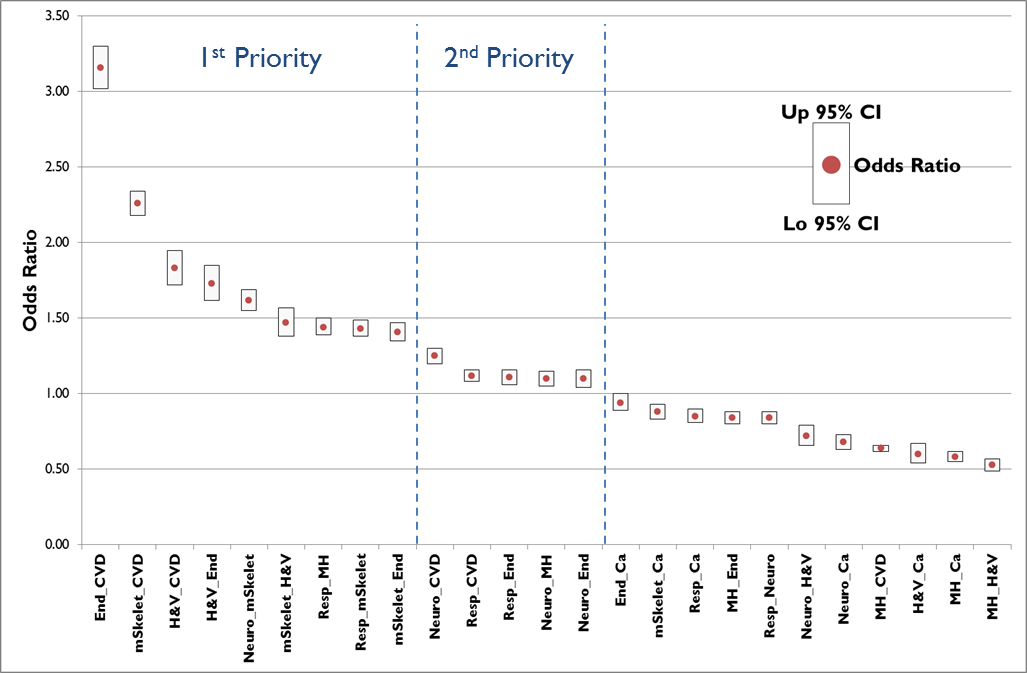 3.50
3.00
2.50
2.00
1.50
1.00
0.50
0.00
Odds Ratio
1st Priority
2nd Priority
Up 95% CI
Odds Ratio
Lo 95% CI
End_CVD
mSkelet_CVD
H&V_CVD
H&V_End
Neuro_mSkelet
mSkelet_H&V
Resp_MH
Resp_mSkelet
mSkelet_End
Neuro_CVD
Resp_CVD
Resp_End
Neuro_MH
Neuro_End
End_Ca
mSkelet_Ca
Resp_Ca
MH_End
Resp_Neuro
Neuro_H&V
Neuro_Ca
MH_CVD
H&V_Ca
MH_Ca
MH_H&V